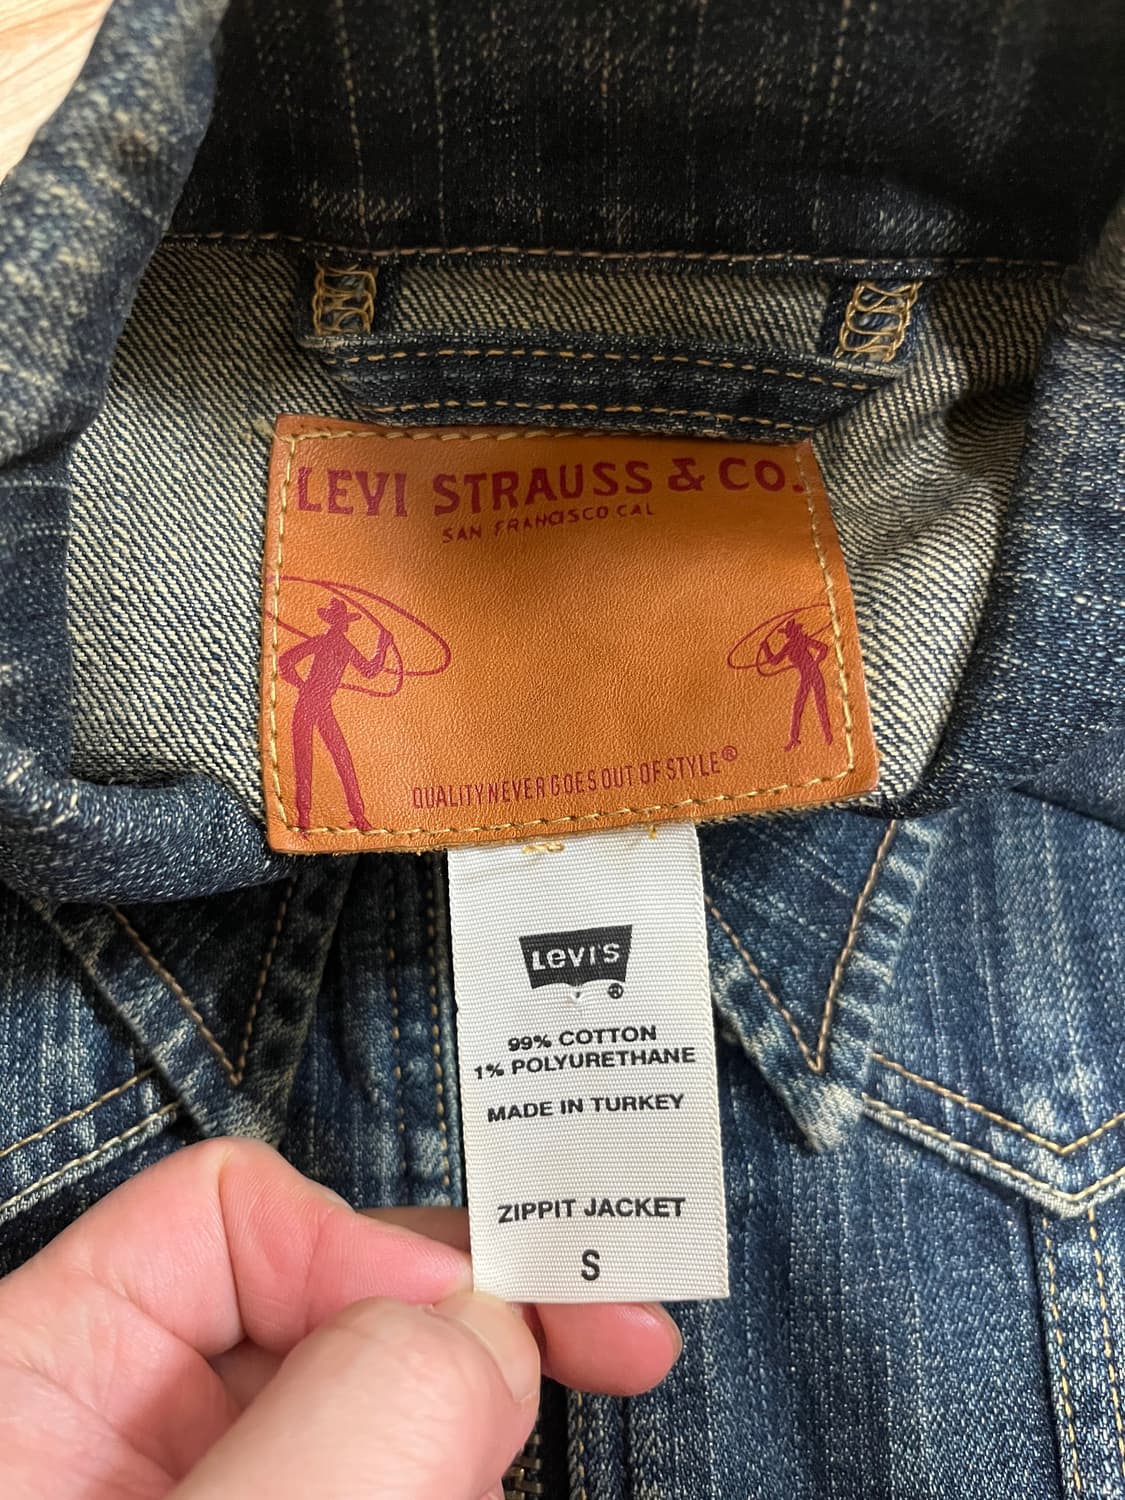 LEVI STRAUSS & CO.
SAN FRANCISCO CAL
QUALITY NEVER GOES OUT OF STYLE®
LEVI'S
®
99% COTTON
1% POLYURETHANE
MADE IN TURKEY
ZIPPIT JACKET
S